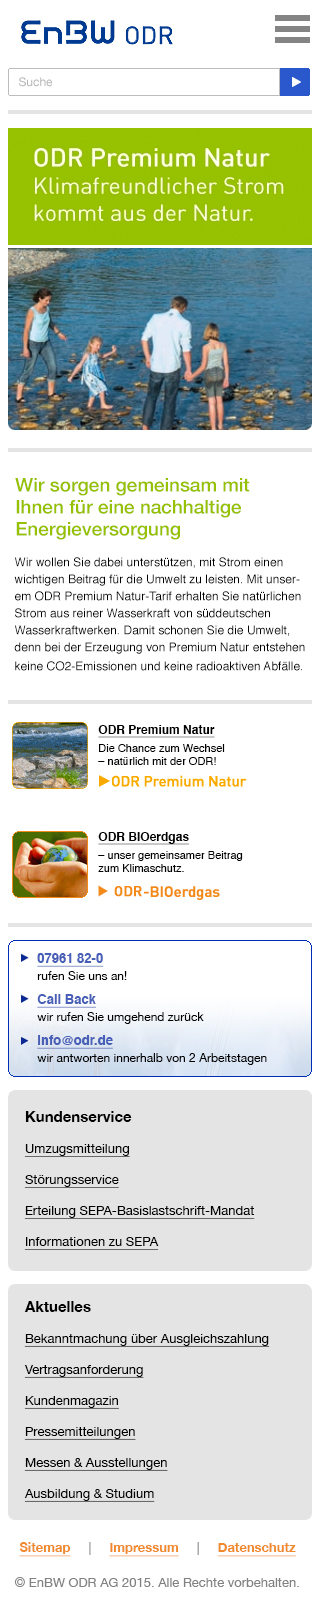 EnBW ODR
Suche
ODR Premium Natur
Klimafreundlicher Strom
kommt aus der Natur.
Wir sorgen gemeinsam mit
Ihnen für eine nachhaltige
Energieversorgung
Wir wollen Sie dabei unterstützen, mit Strom einen
wichtigen Beitrag für die Umwelt zu leisten. Mit unser-
em ODR Premium Natur-Tarif erhalten Sie natürlichen
Strom aus reiner Wasserkraft von süddeutschen
Wasserkraftwerken. Damit schonen Sie die Umwelt,
denn bei der Erzeugung von Premium Natur entstehen
keine CO2-Emissionen und keine radioaktiven Abfälle.
ODR Premium Natur
Die Chance zum Wechsel
– natürlich mit der ODR!
ODR Premium Natur
ODR BIOerdgas
– unser gemeinsamer Beitrag
zum Klimaschutz.
ODR-BIOerdgas
07961 82-0
rufen Sie uns an!
Call Back
wir rufen Sie umgehend zurück
info@odr.de
wir antworten innerhalb von 2 Arbeitstagen
Kundenservice
Umzugsmitteilung
Störungsservice
Erteilung SEPA-Basislastschrift-Mandat
Informationen zu SEPA
Aktuelles
Bekanntmachung über Ausgleichszahlung
Vertragsanforderung
Kundenmagazin
Pressemitteilungen
Messen & Ausstellungen
Ausbildung & Studium
Sitemap | Impressum | Datenschutz
© EnBW ODR AG 2015. Alle Rechte vorbehalten.